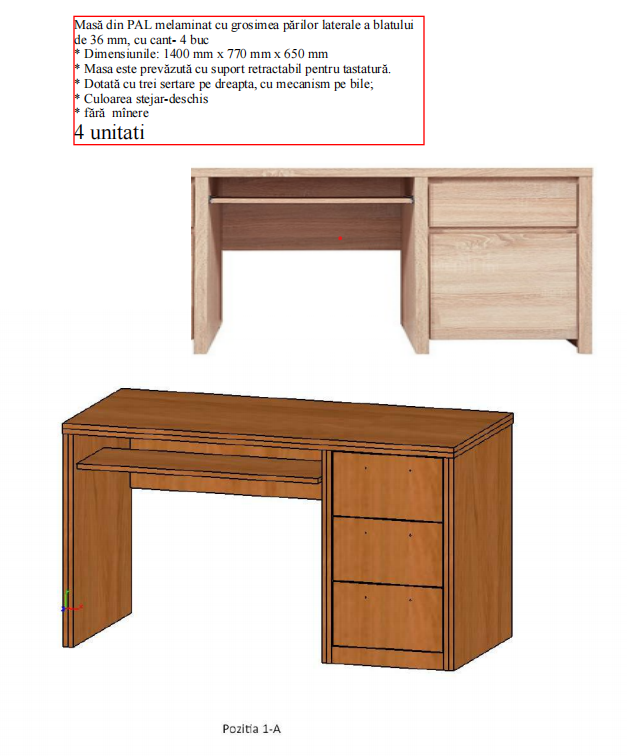 Masă din PAL melaminat cu grosimea părilor laterale a blatului
de 36 mm, cu cant- 4 buc
* Dimensiunile: 1400 mm x 770 mm x 650 mm
* Masa este prevăzută cu suport retractabil pentru tastatură.
* Dotată cu trei sertare pe dreapta, cu mecanism pe bile;
* Culoarea stejar-deschis
* fără mînere
4 unitati
Pozitia 1-A